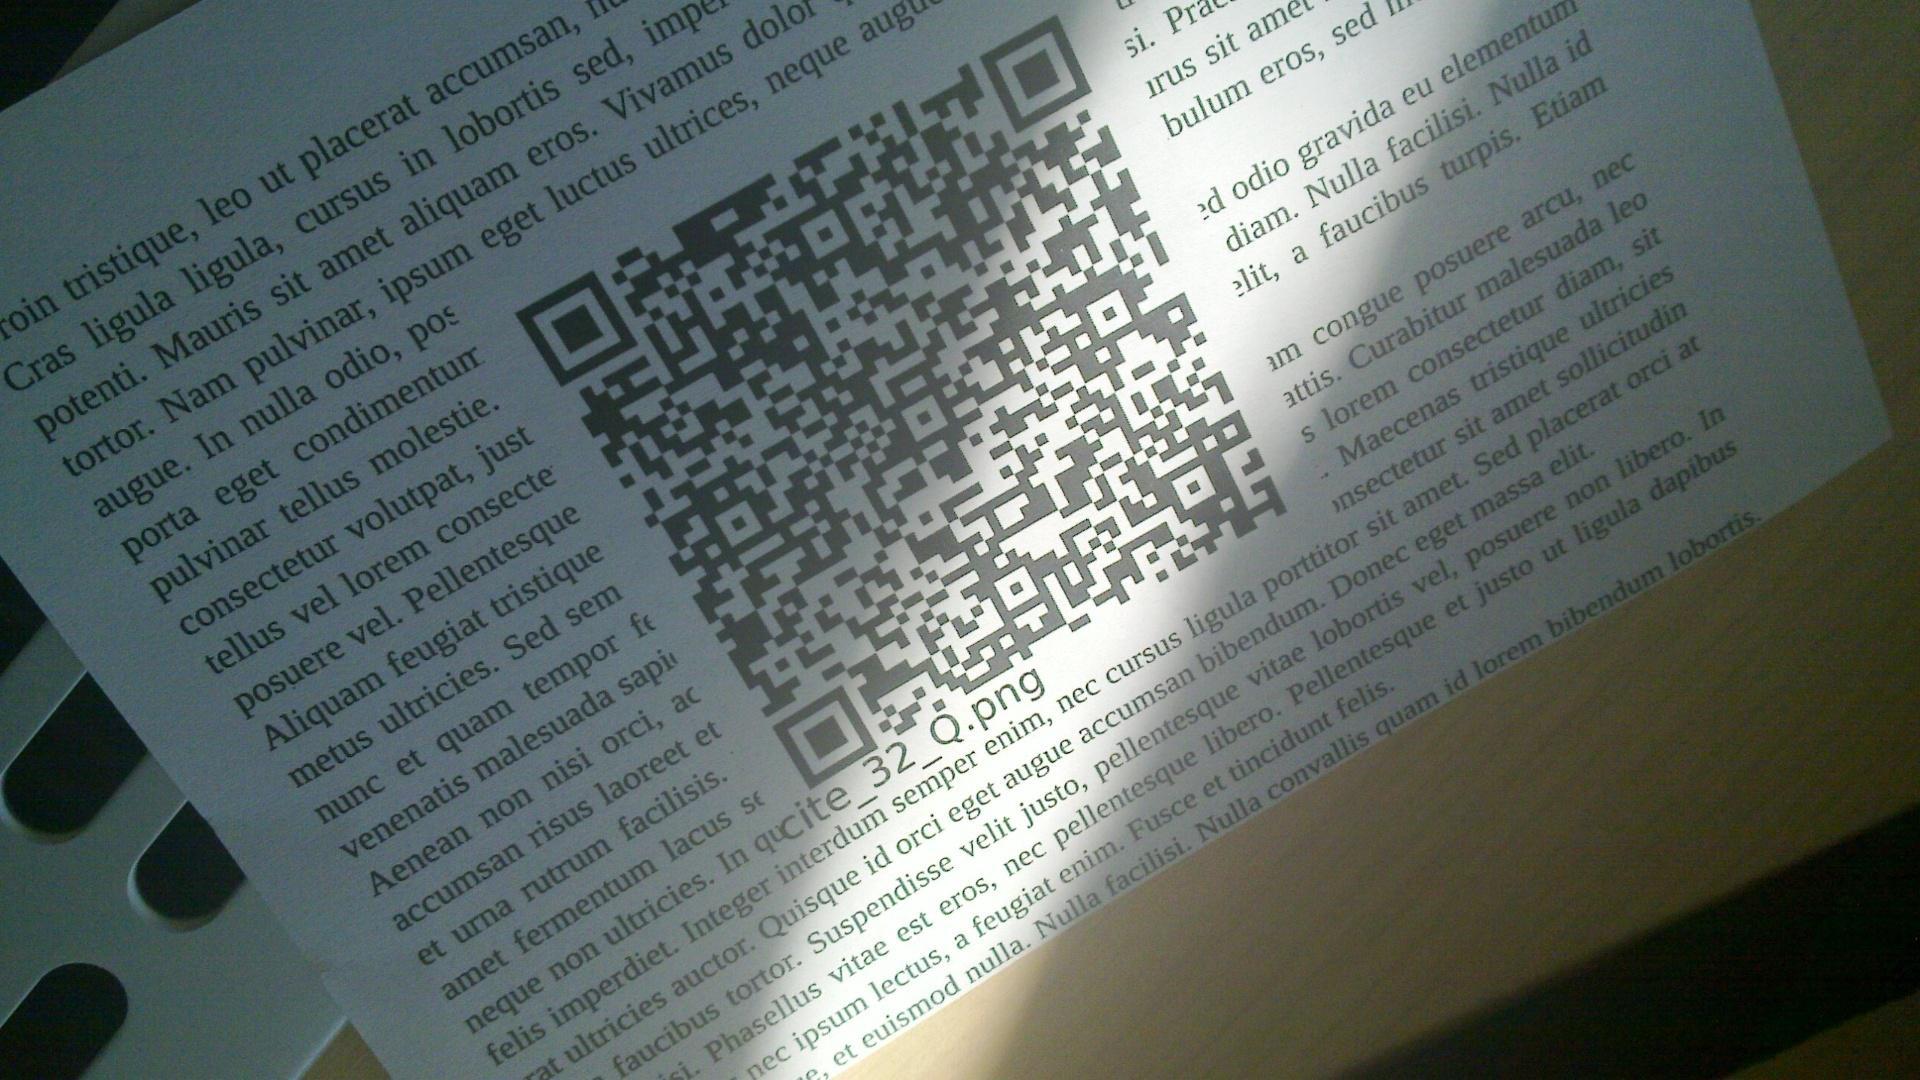 roin tristique, leo ut placerat accumsan,
Cras ligula ligula, cursus in lobortis sed, imper
potenti. Mauris sit amet aliquam eros. Vivamus dolor
tortor. Nam pulvinar, ipsum eget luctus ultrices, neque augue
augue. In nulla odio, pos
porta eget condimentum
pulvinar tellus molestie.
consectetur volutpat, just
tellus vel lorem consecte
posuere vel. Pellentesque
Aliquam feugiat tristique
metus ultricies. Sed sem
nunc et quam tempor fe
venenatis malesuada sapi
Aenean non nisi orci, ac
accumsan risus laoreet et
et urna rutrum facilisis.
amet fermentum lacus se
neque non ultricies. In qu
si. Prae
rus sit amet
bulum eros, sed
ed odio gravida eu elementum
diam. Nulla facilisi. Nulla id
elit, a faucibus turpis. Etiam
am congue posuere arcu, nec
attis. Curabitur malesuada leo
s lorem consectetur diam, sit
. Maecenas tristique ultricies
nsectetur sit amet sollicitudin
cite_32_Q.png
felis imperdiet. Integer interdum semper enim, nec cursus ligula porttitor sit amet. Sed placerat orci at
rat ultricies auctor. Quisque id orci eget augue accumsan bibendum. Donec eget massa elit.
faucibus tortor. Suspendisse velit justo, pellentesque vitae lobortis vel, posuere non libero. In
si. Phasellus vitae est eros, nec pellentesque libero. Pellentesque et justo ut ligula dapibus
nec ipsum lectus, a feugiat enim. Fusce et tincidunt felis.
e, et euismod nulla. Nulla facilisi. Nulla convallis quam id lorem bibendum lobortis.